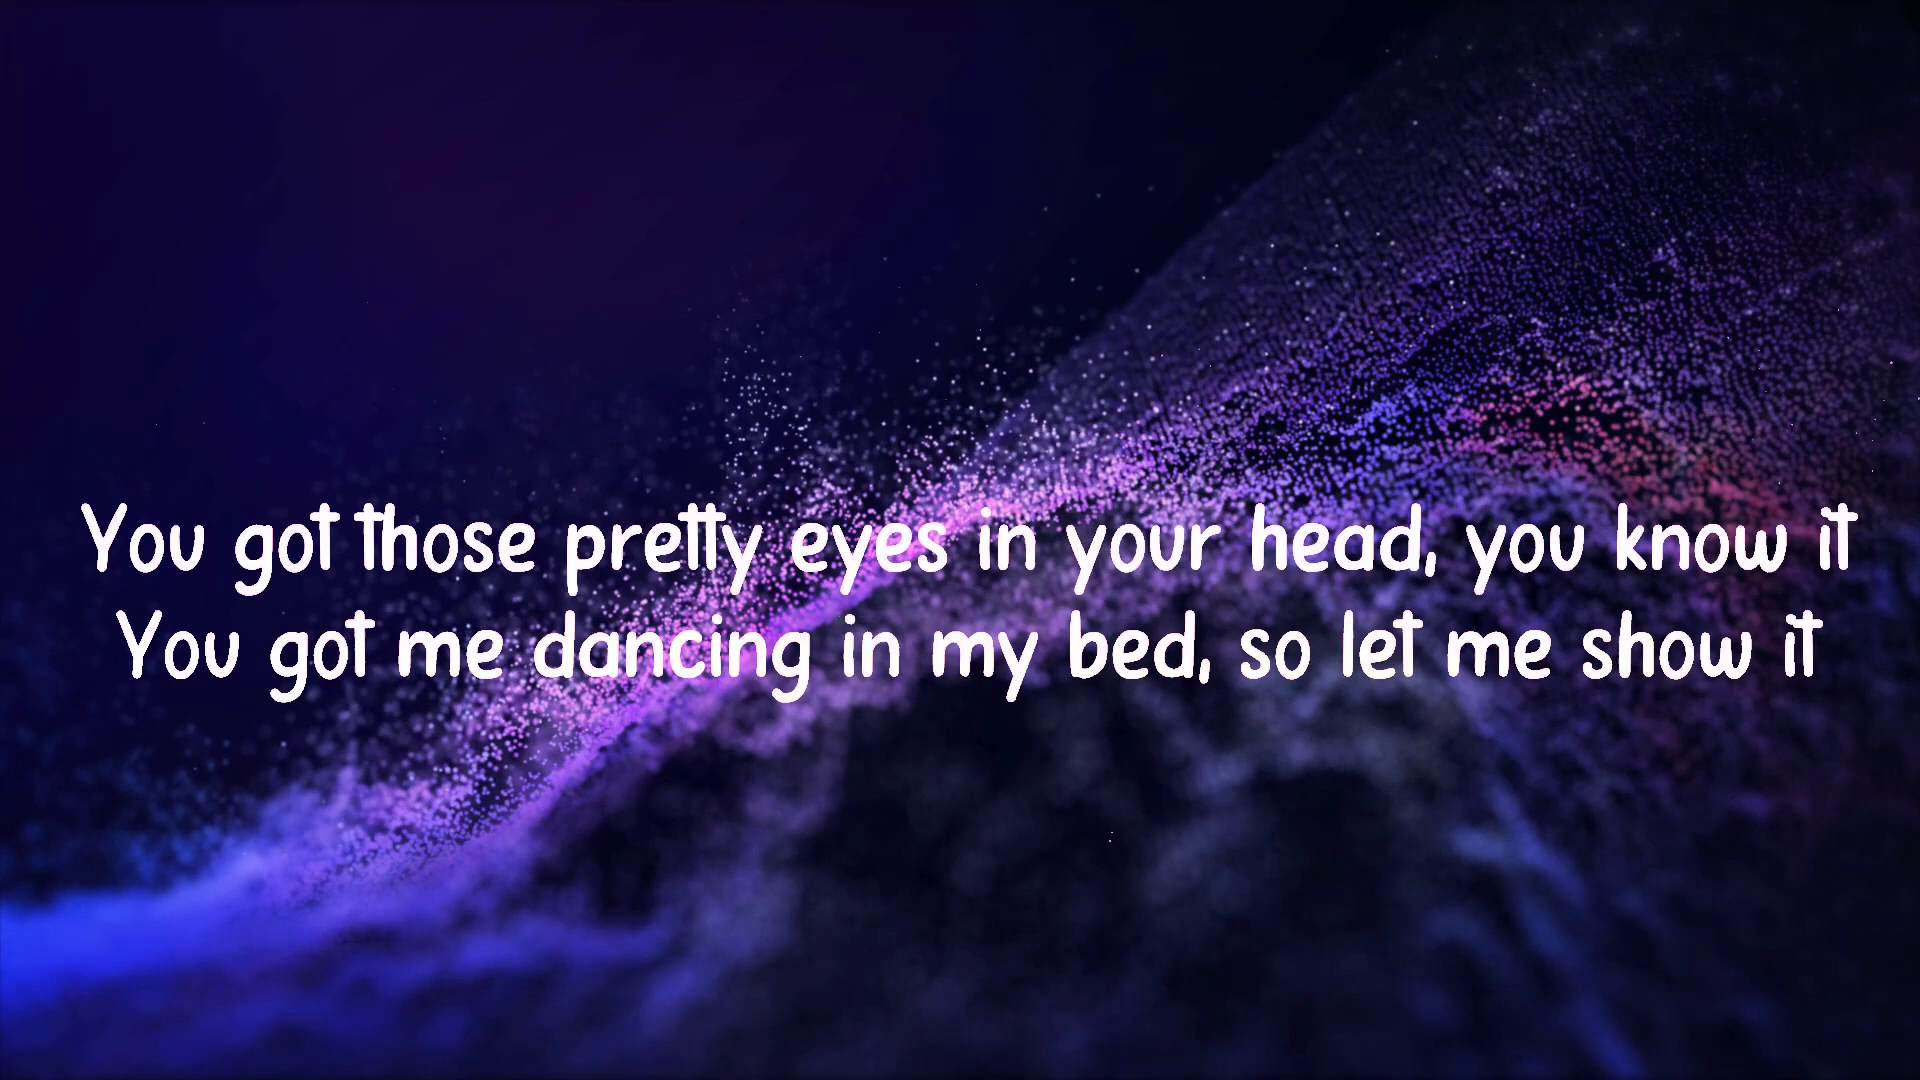 You got those pretty eyes in your head, you know it
You got me dancing in my bed, so let me show it